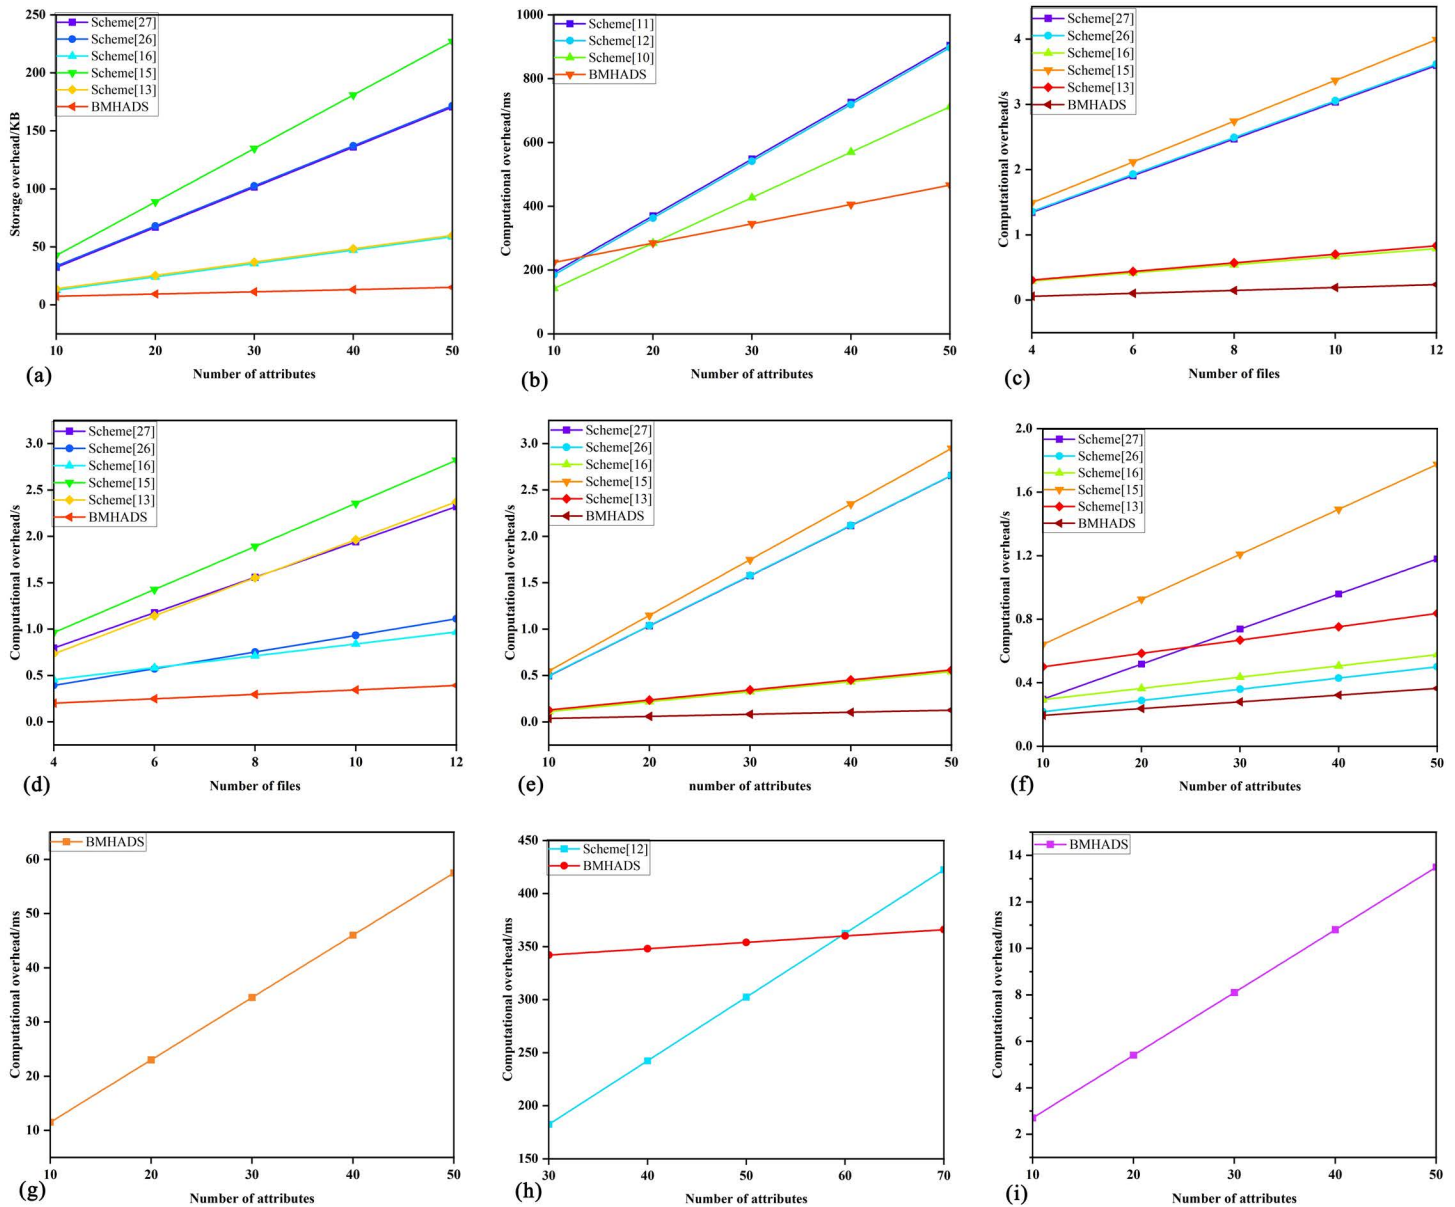 250
200
150
100
50
0
Storage overhead/KB
Scheme[27]
Scheme[26]
Scheme[16]
Scheme[15]
Scheme[13]
BMHADS
10 20 30 40 50
Number of attributes
(a)
1000
800
600
400
200
0
Computational overhead/ms
Scheme[11]
Scheme[12]
Scheme[10]
BMHADS
10 20 30 40 50
Number of attributes
(b)
4
3
2
1
0
Computational overhead/s
Scheme[27]
Scheme[26]
Scheme[16]
Scheme[15]
Scheme[13]
BMHADS
4 6 8 10 12
Number of files
(c)
3.0
2.5
2.0
1.5
1.0
0.5
0.0
Computational overhead/s
Scheme[27]
Scheme[26]
Scheme[16]
Scheme[15]
Scheme[13]
BMHADS
4 6 8 10 12
Number of files
(d)
3.0
2.5
2.0
1.5
1.0
0.5
0.0
Computational overhead/s
Scheme[27]
Scheme[26]
Scheme[16]
Scheme[15]
Scheme[13]
BMHADS
10 20 30 40 50
number of attributes
(e)
2.0
1.6
1.2
0.8
0.4
0.0
Computational overhead/s
Scheme[27]
Scheme[26]
Scheme[16]
Scheme[15]
Scheme[13]
BMHADS
10 20 30 40 50
Number of attributes
(f)
60
50
40
30
20
10
Computational overhead/ms
BMHADS
10 20 30 40 50
Number of attributes
(g)
450
400
350
300
250
200
150
Computational overhead/ms
Scheme[12]
BMHADS
30 40 50 60 70
Number of attributes
(h)
14
12
10
8
6
4
2
Computational overhead/ms
BMHADS
10 20 30 40 50
Number of attributes
(i)